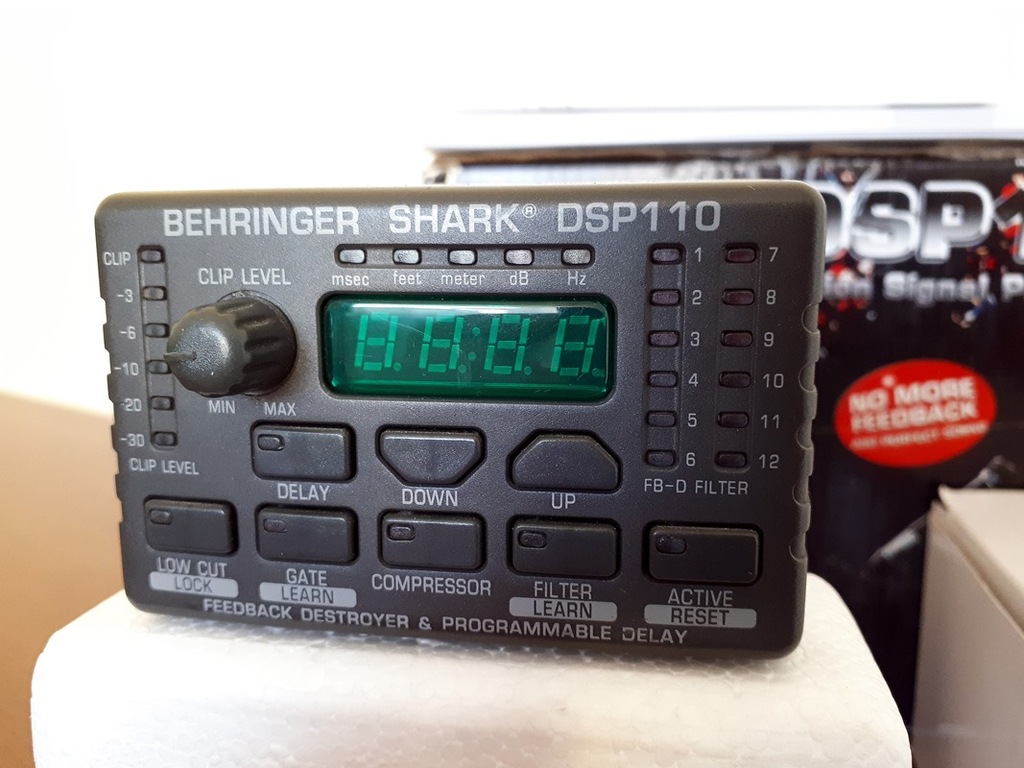 BEHRINGER SHARK® DSP110
CLIP
-3
-6
-10
-20
-30
CLIP LEVEL
CLIP LEVEL
MIN MAX
msec feet meter dB Hz
1 7
2 8
3 9
4 10
5 11
6 12
FB-D FILTER
DELAY
DOWN
UP
LOW CUT
LOCK
GATE
LEARN
COMPRESSOR
FILTER
LEARN
ACTIVE
RESET
FEEDBACK DESTROYER & PROGRAMMABLE DELAY
DSP1
Signal P
NO MORE
FEEDBACK